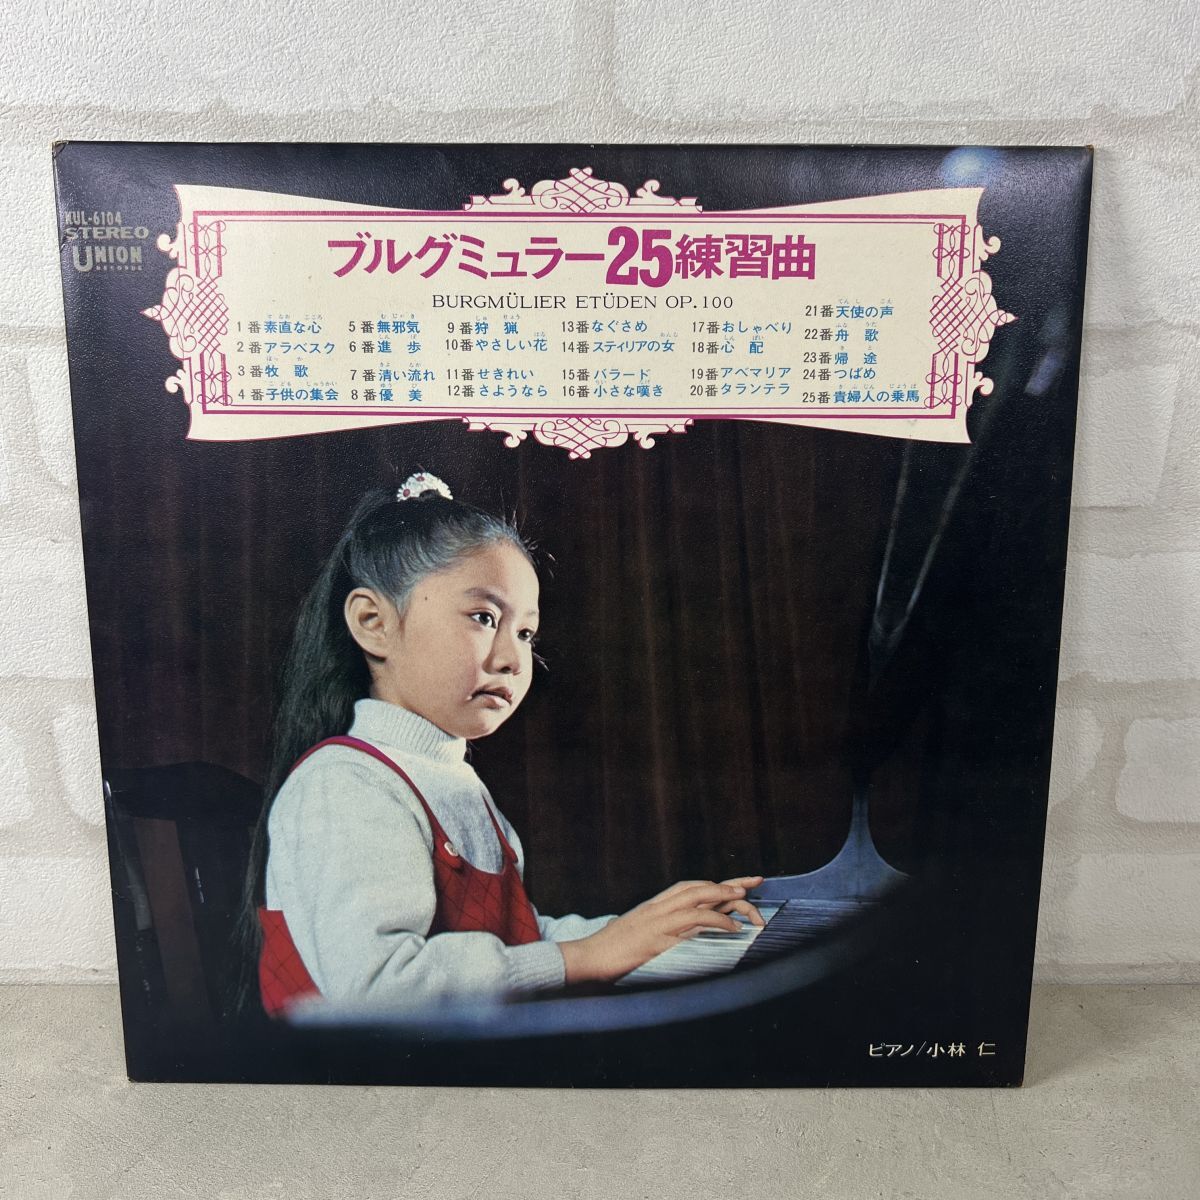 KUL-6104
STEREO
UNION
RECORDS
ブルグミュラー25練習曲
BURGMÜLIER ETÜDEN OP.100
1番素直な心
2番アラベスク
3番牧歌
4番子供の集会
5番無邪気
6番進歩
7番清い流れ
8番優美
9番狩猟
10番やさしい花
11番せきれい
12番さようなら
13番なぐさめ
14番スティリアの女
15番バラード
16番小さな嘆き
17番おしゃべり
18番心配
19番アベマリア
20番タランテラ
21番天使の声
22番舟歌
23番帰途
24番つばめ
25番貴婦人の乗馬
ピアノ/小林 仁